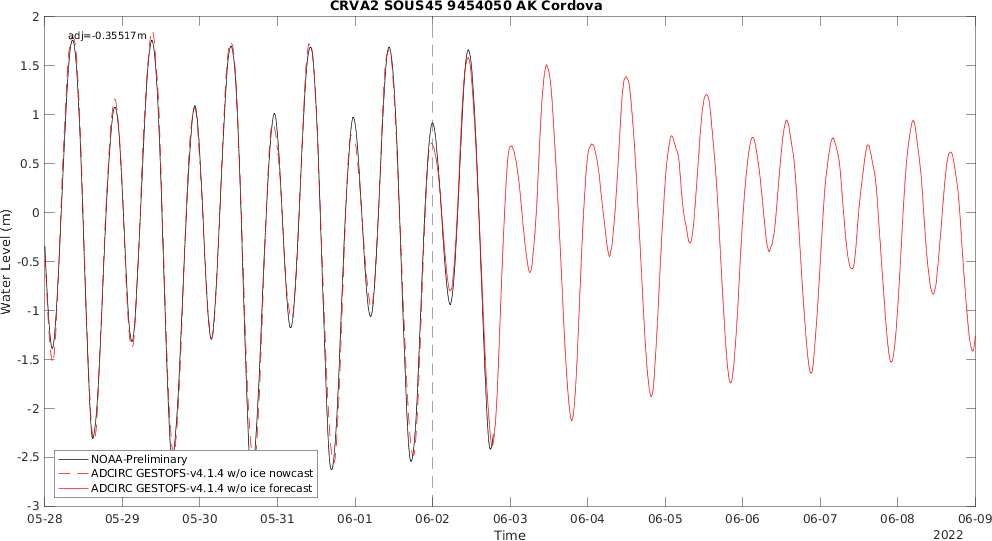 CRVA2 SOUS45 9454050 AK Cordova
adj=-0.35517m
Water Level (m)
2
1.5
1
0.5
0
-0.5
-1
-1.5
-2
-2.5
-3
NOAA-Preliminary
ADCIRC GESTOFS-v4.1.4 w/o ice nowcast
ADCIRC GESTOFS-v4.1.4 w/o ice forecast
05-28 05-29 05-30 05-31 06-01 06-02 06-03 06-04 06-05 06-06 06-07 06-08 06-09
Time
2022